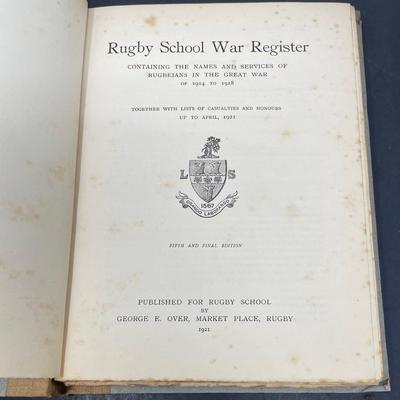 Rugby School War Register
CONTAINING THE NAMES AND SERVICES OF
RUGBEIANS IN THE GREAT WAR
OF 1914 TO 1918
TOGETHER WITH LISTS OF CASUALTIES AND HONOURS
UP TO APRIL, 1921
L S
1567
ORANDO LABORANDO
FIFTH AND FINAL EDITION
PUBLISHED FOR RUGBY SCHOOL
BY
GEORGE E. OVER, MARKET PLACE, RUGBY
1921